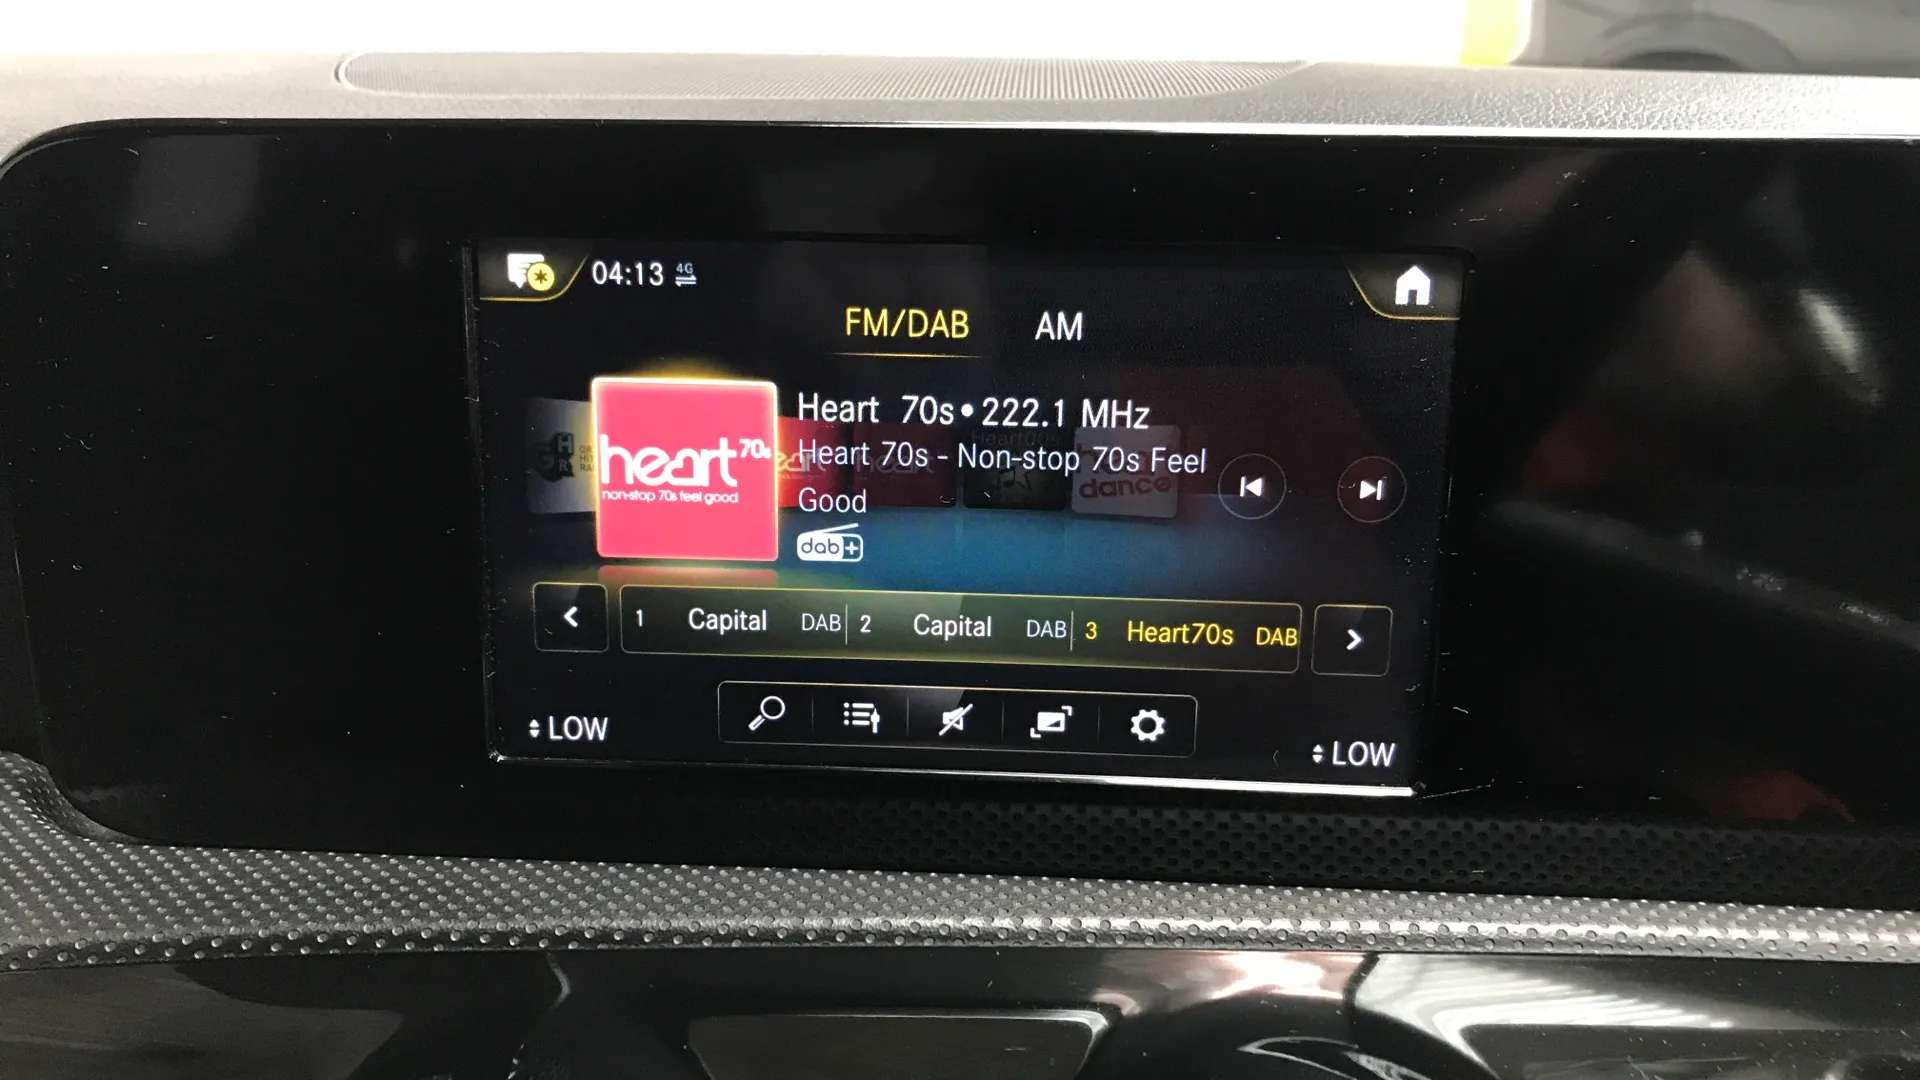 04:13 4G
FM/DAB AM
heart 70s
non-stop 70s feel good
Heart 70s • 222.1 MHz
Heart 70s - Non-stop 70s Feel
Good
dab+
dance
1 Capital DAB 2 Capital DAB 3 Heart70s DAB
LOW
LOW